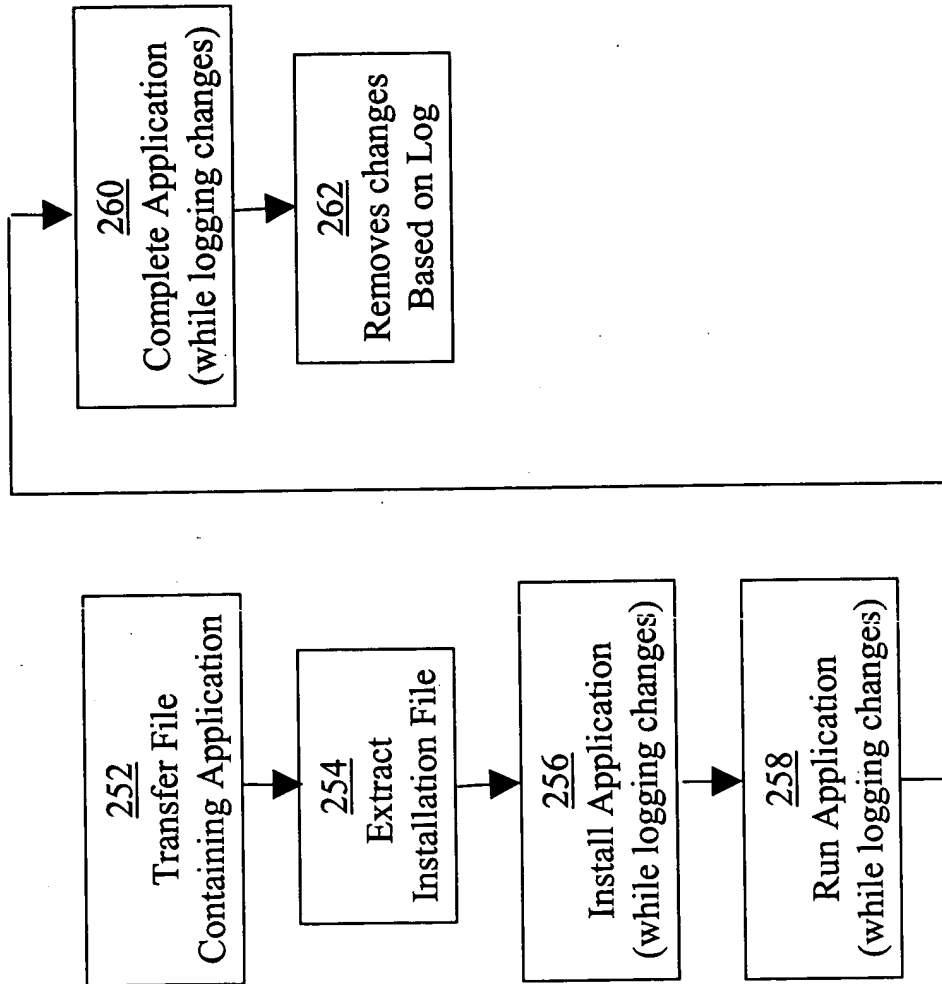 252
Transfer File
Containing Application
254
Extract
Installation File
256
Install Application
(while logging changes)
258
Run Application
(while logging changes)
260
Complete Application
(while logging changes)
262
Removes changes
Based on Log